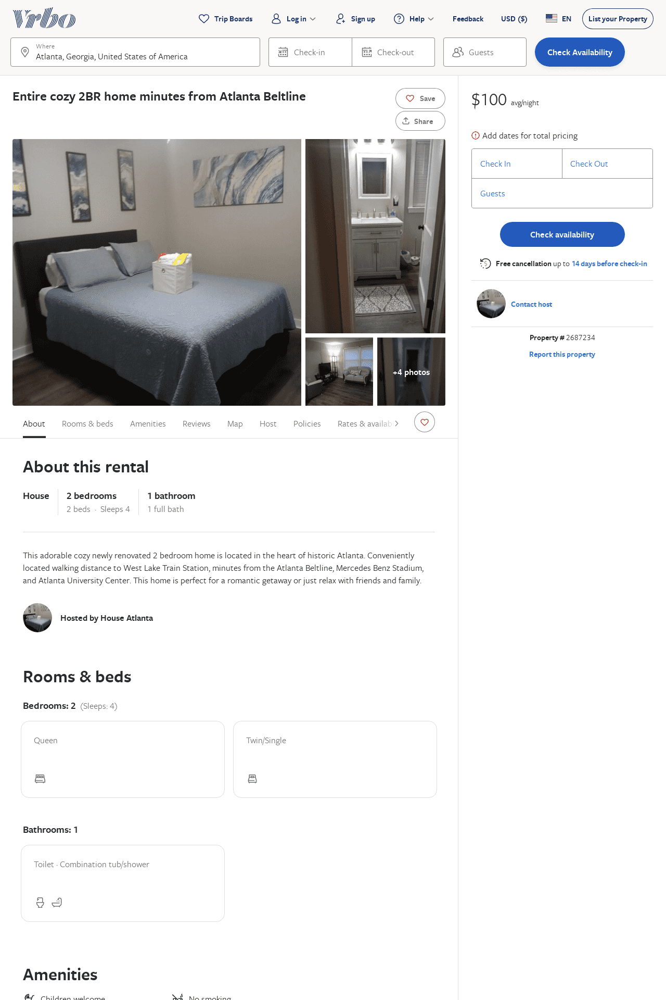 Vrbo
Trip Boards
Log in
Sign up
Help
Feedback
USD ($)
EN
List your Property
Where
Atlanta, Georgia, United States of America
Check-in
Check-out
Guests
Check Availability
Entire cozy 2BR home minutes from Atlanta Beltline
Save
Share
+4 photos
$100 avg/night
Add dates for total pricing
Check In
Check Out
Guests
Check availability
Free cancellation up to 14 days before check-in
Contact host
Property # 2687234
Report this property
About
Rooms & beds
Amenities
Reviews
Map
Host
Policies
Rates & availab
About this rental
House
2 bedrooms
2 beds · Sleeps 4
1 bathroom
1 full bath
This adorable cozy newly renovated 2 bedroom home is located in the heart of historic Atlanta. Conveniently
located walking distance to West Lake Train Station, minutes from the Atlanta Beltline, Mercedes Benz Stadium,
and Atlanta University Center. This home is perfect for a romantic getaway or just relax with friends and family.
Hosted by House Atlanta
Rooms & beds
Bedrooms: 2 (Sleeps: 4)
Queen
Twin/Single
Bathrooms: 1
Toilet · Combination tub/shower
Amenities
Children welcome
No smoking